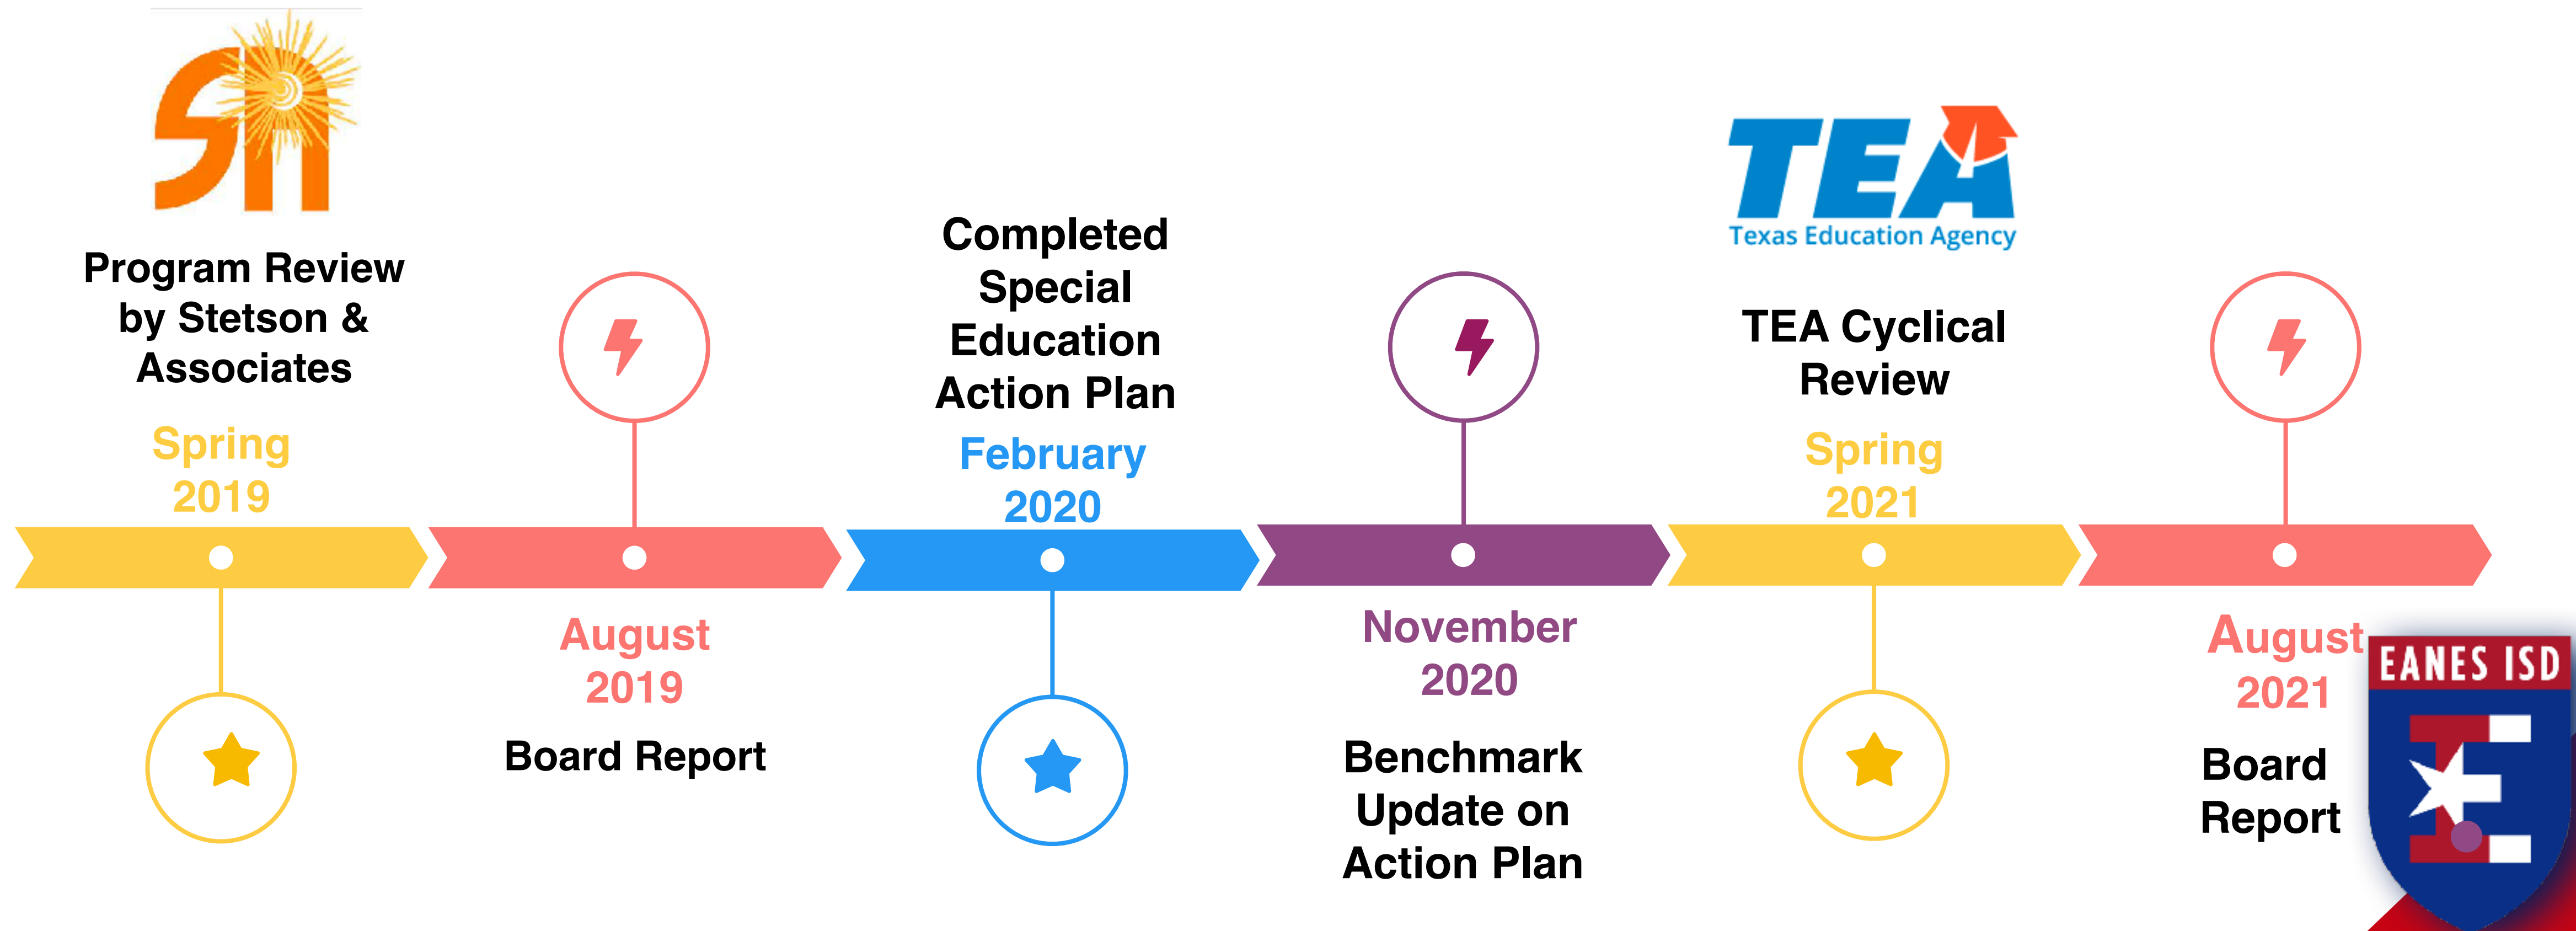 SA
Program Review
by Stetson &
Associates
Spring
2019
August
2019
Board Report
Completed
Special
Education
Action Plan
February
2020
November
2020
Benchmark
Update on
Action Plan
TEA
Texas Education Agency
TEA Cyclical
Review
Spring
2021
August
2021
Board
Report
EANES ISD
E